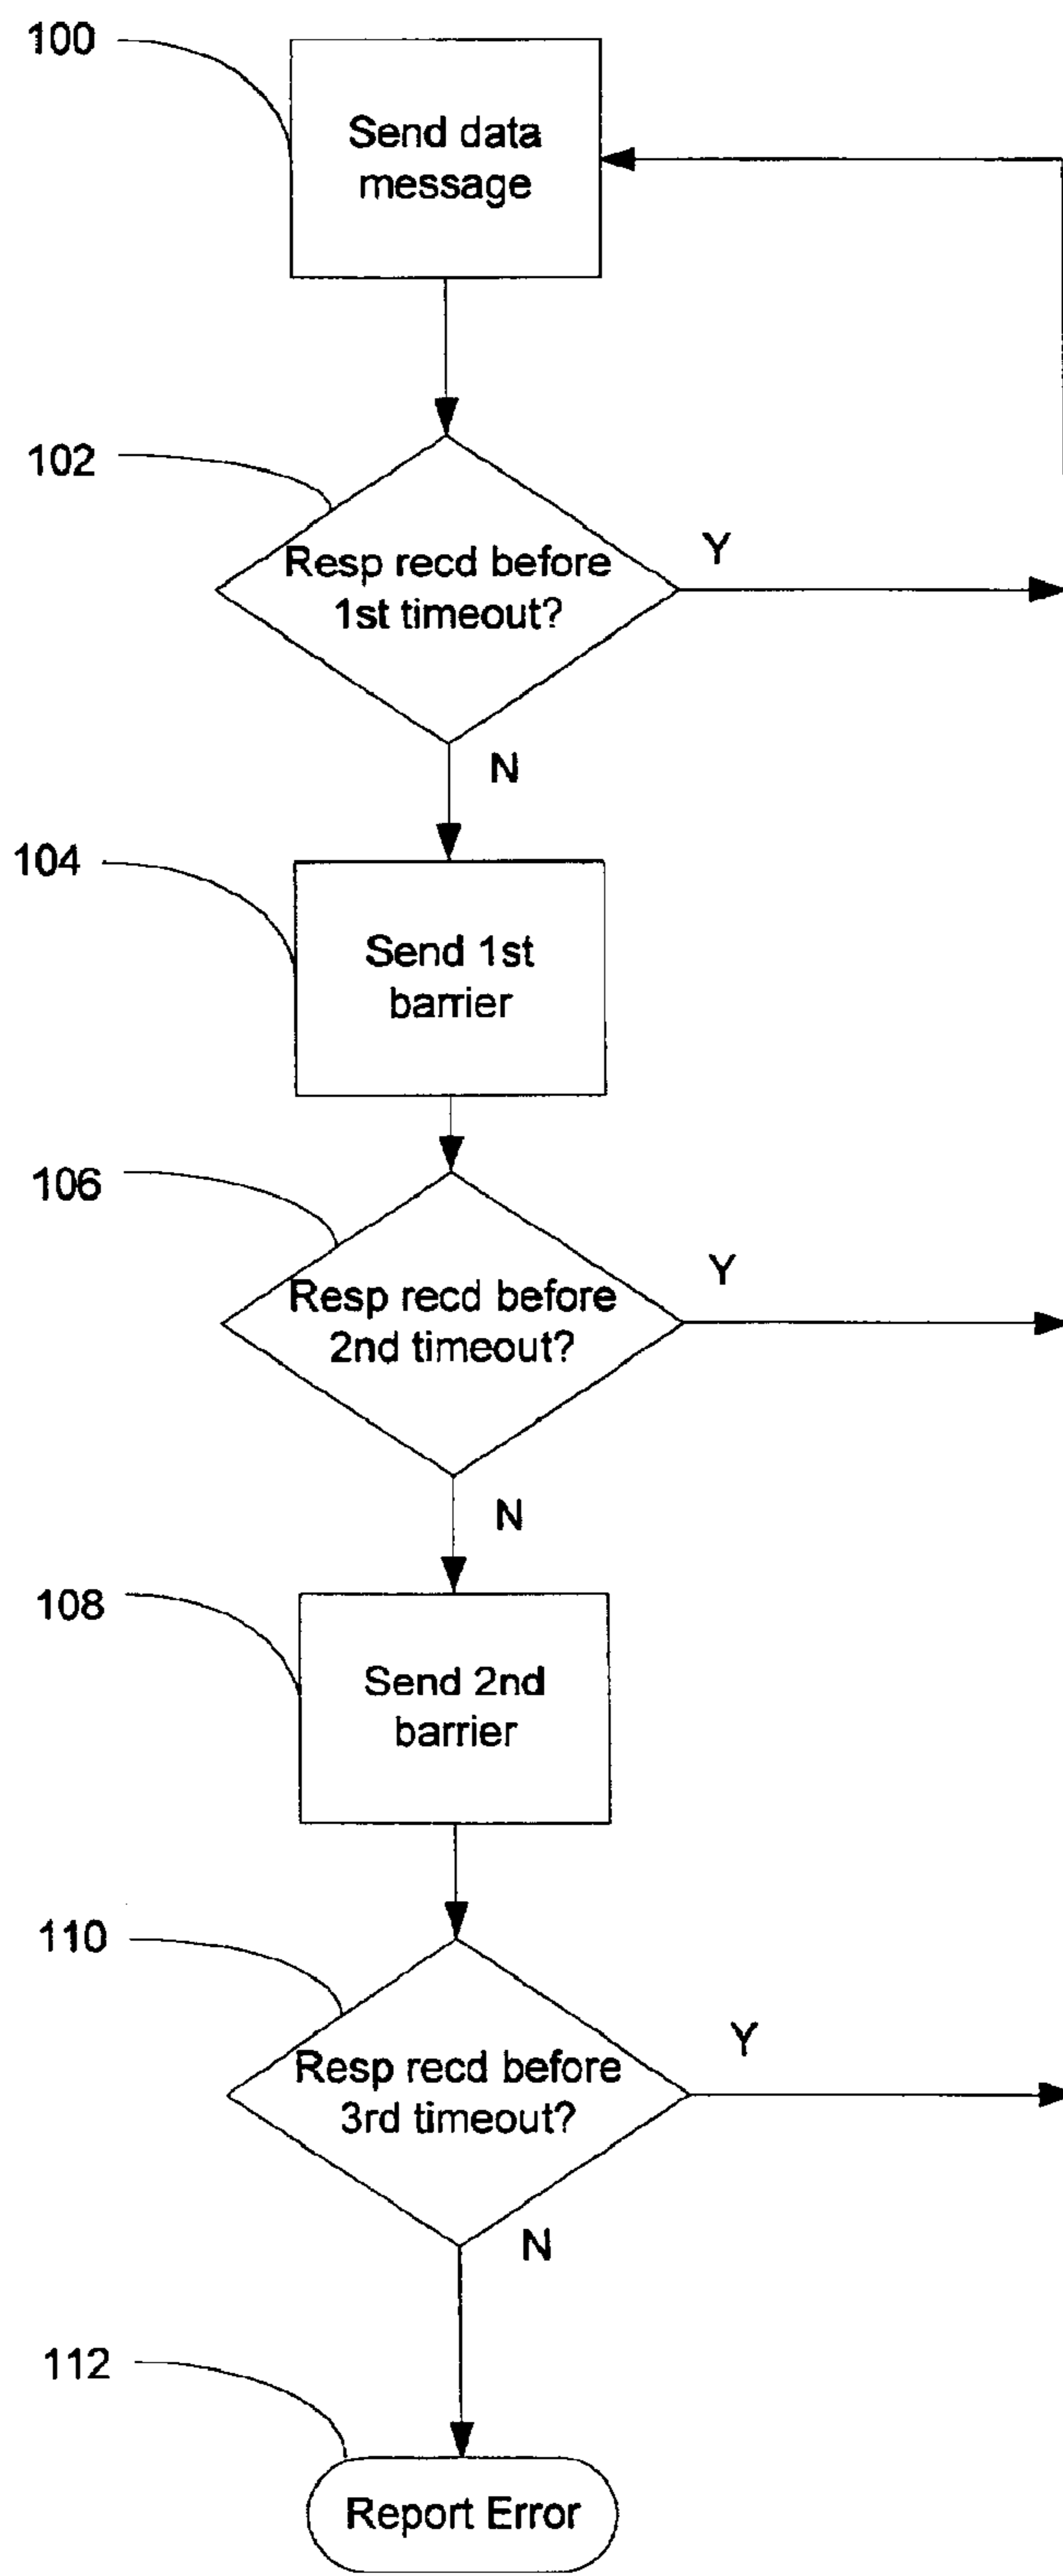 100
Send data
message
102
Resp recd before
1st timeout?
Y
N
104
Send 1st
barrier
106
Resp recd before
2nd timeout?
Y
N
108
Send 2nd
barrier
110
Resp recd before
3rd timeout?
Y
N
112
Report Error